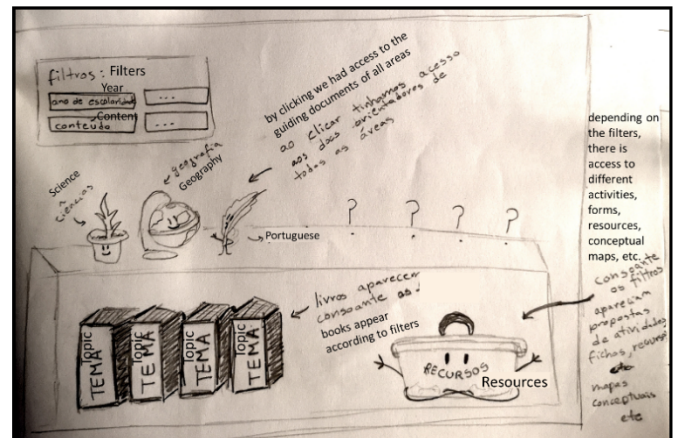 filtros: Filters
Year
ano de escolaridade
...
Content
conteúdo
...
by clicking we had access to the
guiding documents of all areas
ao clicar tínhamos acesso
aos docs orientadores de
todas as áreas
geografia
Geography
Science
Ciências
Portuguese
? ? ? ?
depending on
the filters,
there is
access to
different
activities,
forms,
resources,
conceptual
maps, etc.
consoante
os filtros
apareciam
propostas
de atividades
fichas, recursos
mapas
conceptuais
etc
livros aparecem
consoante os
books appear
according to filters
Topic
TEMA
Topic
TEMA
Topic
TEMA
Topic
TEMA
RECURSOS
Resources